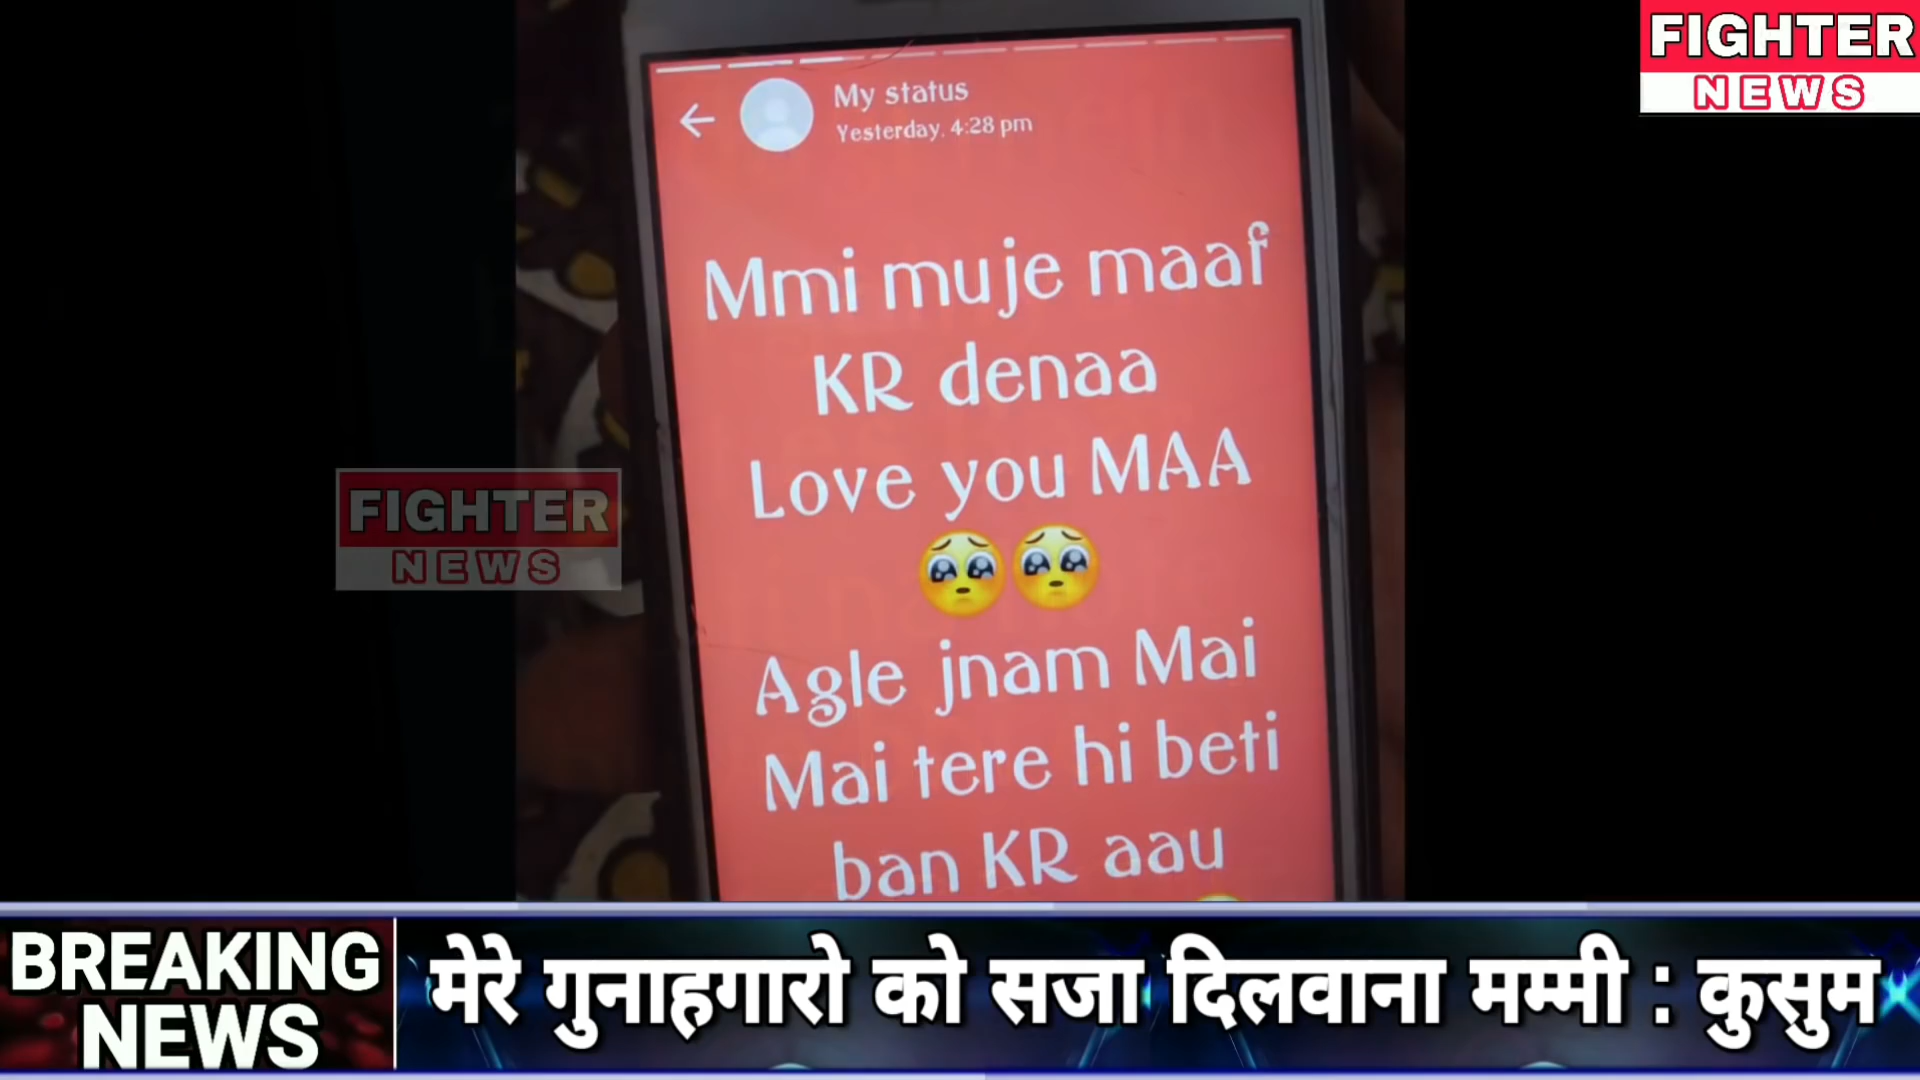 FIGHTER
NEWS
My status
Yesterday, 4:28 pm
Mmi muje maaf
KR denaa
Love you MAA
🥺🥺
Agle jnam Mai
Mai tere hi beti
ban KR aau
FIGHTER
NEWS
BREAKING
NEWS
मेरे गुनाहगारो को सजा दिलवाना मम्मी : कुसुम